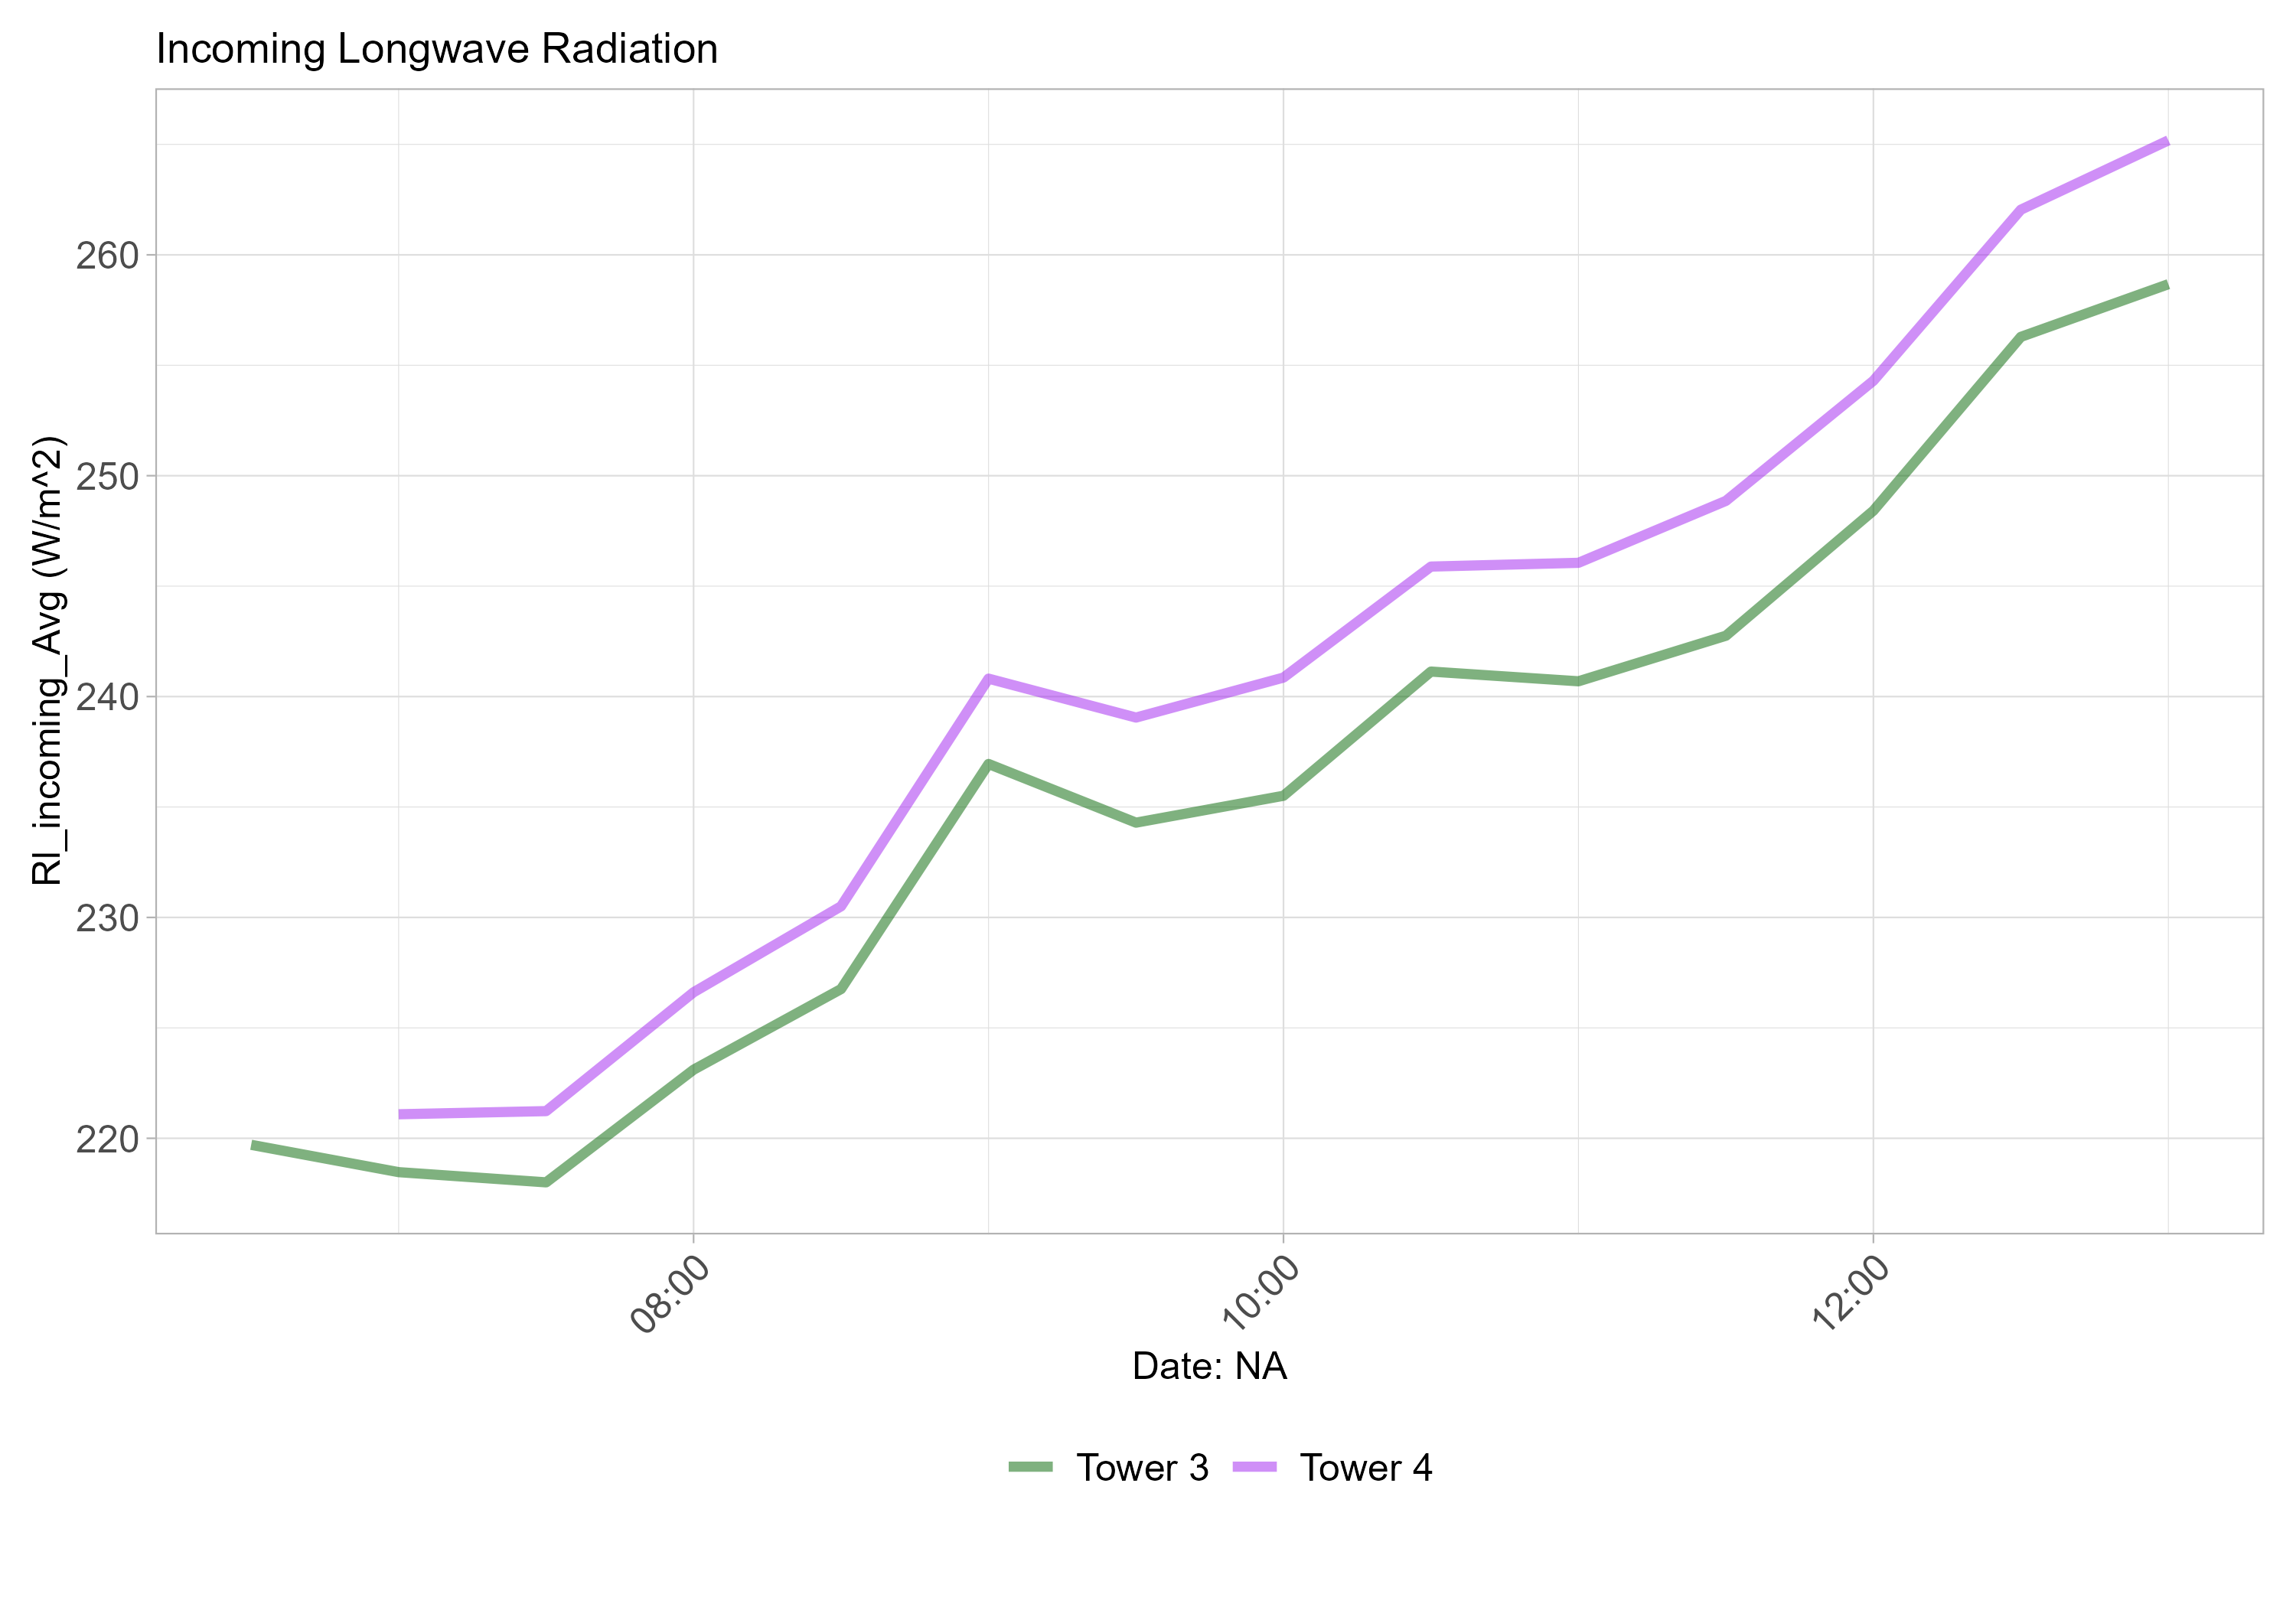 Incoming Longwave Radiation
Rl_incoming_Avg (W/m^2)
260
250
240
230
220
08:00
10:00
12:00
Date: NA
Tower 3
Tower 4